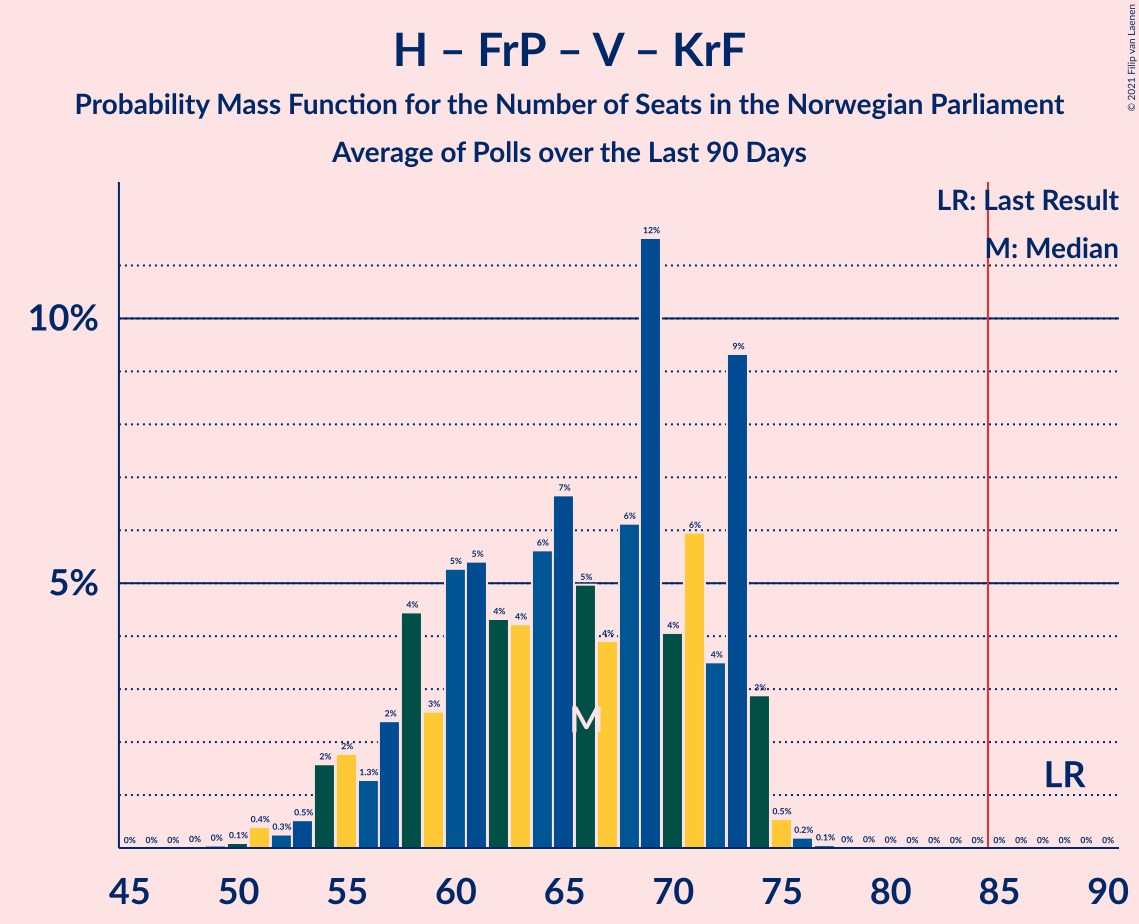 H – FrP – V – KrF
Probability Mass Function for the Number of Seats in the Norwegian Parliament
Average of Polls over the Last 90 Days
© 2021 Filip van Laenen
LR: Last Result
M: Median
10%
5%
0% 0% 0% 0% 0% 0.1% 0.4% 0.3% 0.5% 2% 2% 1.3% 2% 4% 3% 5% 5% 4% 4% 6% 7% 5% 4% 6% 12% 4% 6% 4% 9% 3% 0.5% 0.2% 0.1% 0% 0% 0% 0% 0% 0% 0% 0% 0% 0% 0% 0% 0%
M
LR
45 50 55 60 65 70 75 80 85 90